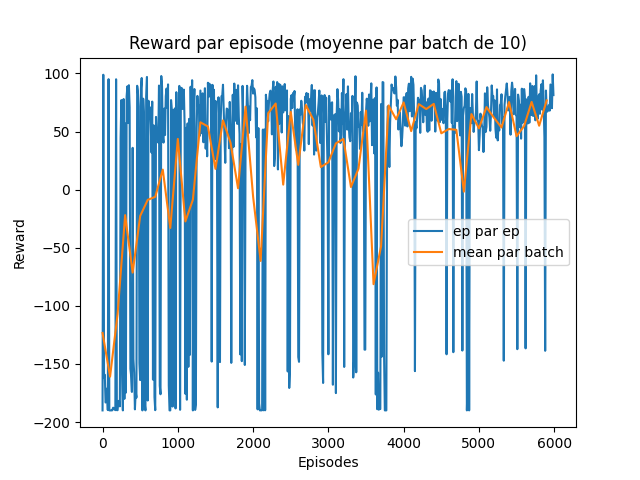 Reward par episode (moyenne par batch de 10)
100
50
0
−50
−100
−150
−200
Reward
ep par ep
mean par batch
0 1000 2000 3000 4000 5000 6000
Episodes